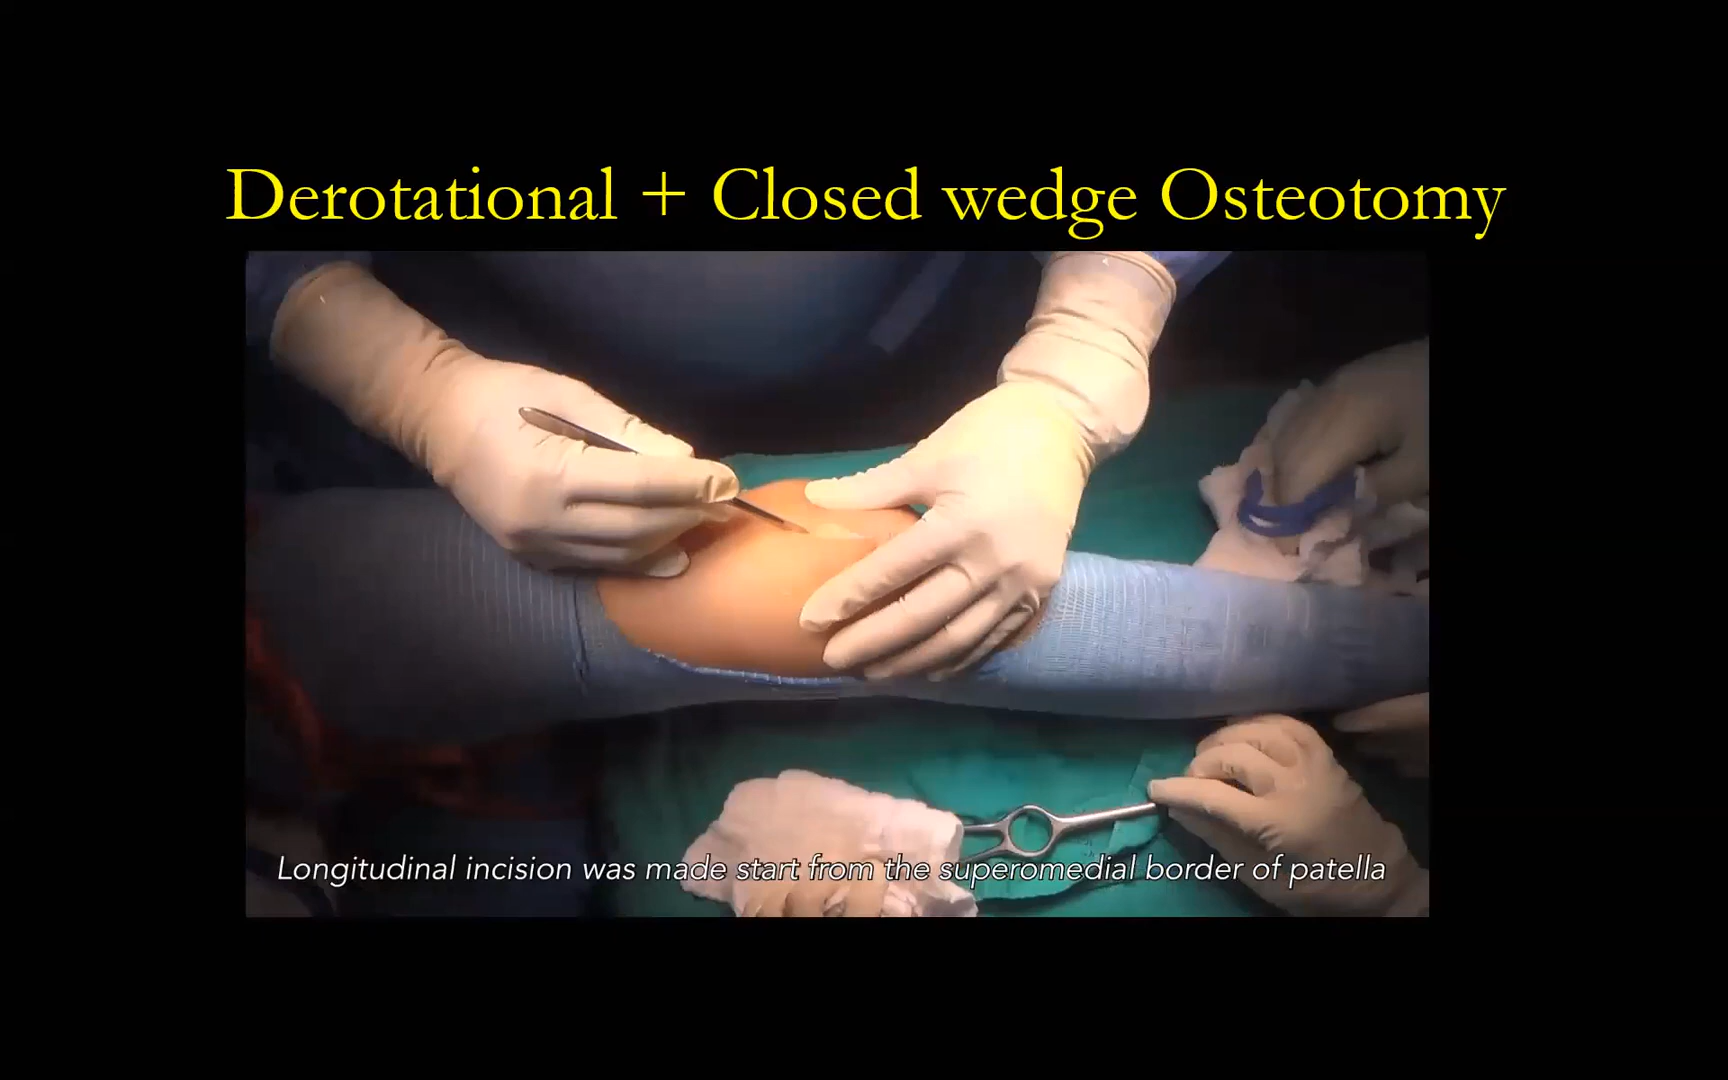 Derotational + Closed wedge Osteotomy
Longitudinal incision was made start from the superomedial border of patella